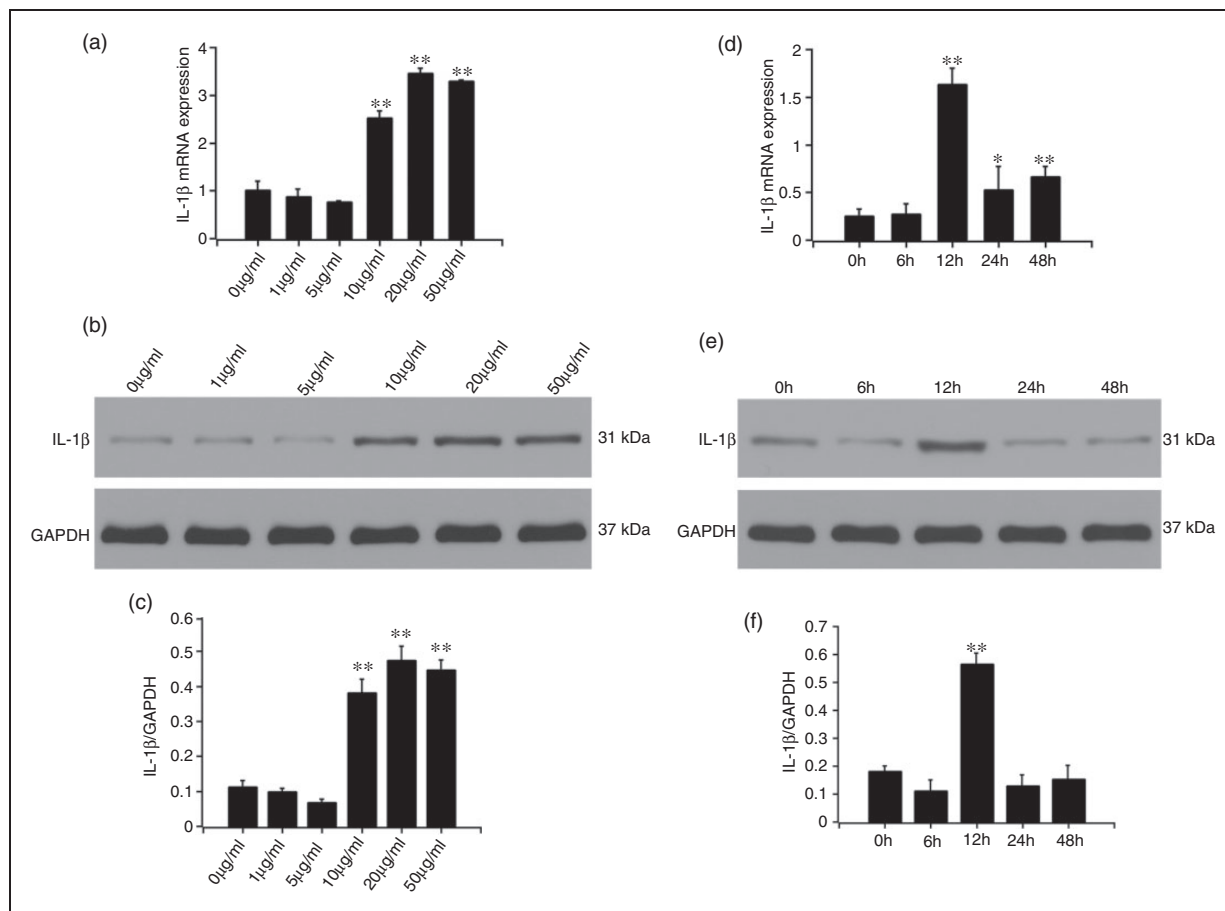 (a)
IL-1β mRNA expression
4
3
2
1
0
** ** **
0μg/ml 1μg/ml 5μg/ml 10μg/ml 20μg/ml 50μg/ml
(d)
IL-1β mRNA expression
2
1.5
1
0.5
0
** * **
0h 6h 12h 24h 48h
(b)
0μg/ml 1μg/ml 5μg/ml 10μg/ml 20μg/ml 50μg/ml
IL-1β 31 kDa
GAPDH 37 kDa
(e)
0h 6h 12h 24h 48h
IL-1β 31 kDa
GAPDH 37 kDa
(c)
IL-1β/GAPDH
0.6
0.5
0.4
0.3
0.2
0.1
0
** ** **
0μg/ml 1μg/ml 5μg/ml 10μg/ml 20μg/ml 50μg/ml
(f)
IL-1β/GAPDH
0.7
0.6
0.5
0.4
0.3
0.2
0.1
0
**
0h 6h 12h 24h 48h